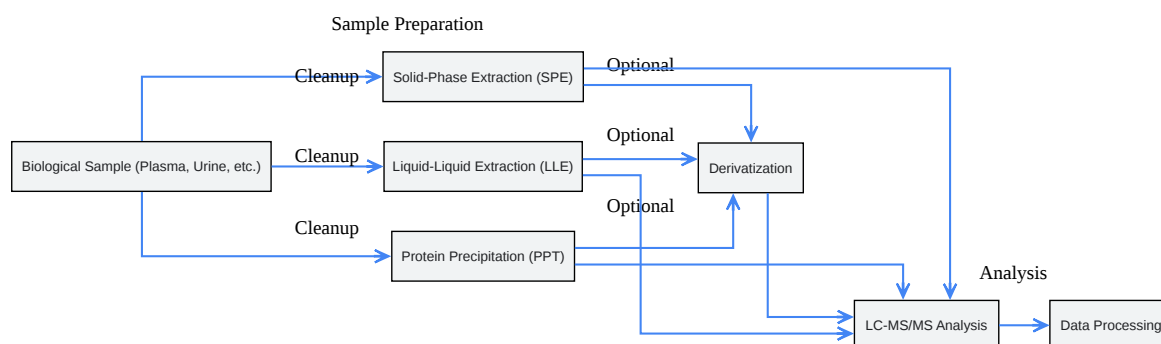 Sample Preparation
Cleanup
Solid-Phase Extraction (SPE)
Optional
Biological Sample (Plasma, Urine, etc.)
Cleanup
Liquid-Liquid Extraction (LLE)
Optional
Derivatization
Cleanup
Protein Precipitation (PPT)
Optional
Analysis
LC-MS/MS Analysis
Data Processing